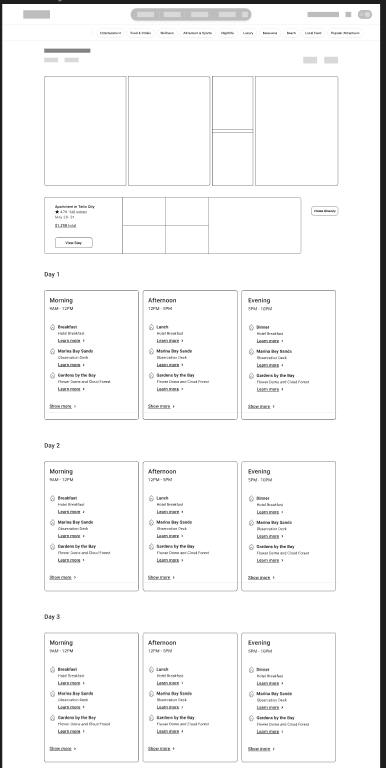 Entertainment Food & Drinks Wellness Adventure & Sports Nightlife Luxury Museums Beach Local Food Popular Attractions
Apartment in Taito City
May 28 - 31
$1,298 total
View Stay
Day 1
Morning
9AM - 12PM
Breakfast
Hotel Breakfast
Learn more >
Marina Bay Sands
Observation Deck
Learn more >
Gardens by the Bay
Flower Dome and Cloud Forest
Learn more >
Show more >
Afternoon
12PM - 5PM
Lunch
Hotel Breakfast
Learn more >
Marina Bay Sands
Observation Deck
Learn more >
Gardens by the Bay
Flower Dome and Cloud Forest
Learn more >
Show more >
Evening
5PM - 10PM
Dinner
Hotel Breakfast
Learn more >
Marina Bay Sands
Observation Deck
Learn more >
Gardens by the Bay
Flower Dome and Cloud Forest
Learn more >
Show more >
Day 2
Morning
9AM - 12PM
Breakfast
Hotel Breakfast
Learn more >
Marina Bay Sands
Observation Deck
Learn more >
Gardens by the Bay
Flower Dome and Cloud Forest
Learn more >
Show more >
Afternoon
12PM - 5PM
Lunch
Hotel Breakfast
Learn more >
Marina Bay Sands
Observation Deck
Learn more >
Gardens by the Bay
Flower Dome and Cloud Forest
Learn more >
Show more >
Evening
5PM - 10PM
Dinner
Hotel Breakfast
Learn more >
Marina Bay Sands
Observation Deck
Learn more >
Gardens by the Bay
Flower Dome and Cloud Forest
Learn more >
Show more >
Day 3
Morning
9AM - 12PM
Breakfast
Hotel Breakfast
Learn more >
Marina Bay Sands
Observation Deck
Learn more >
Gardens by the Bay
Flower Dome and Cloud Forest
Learn more >
Show more >
Afternoon
12PM - 5PM
Lunch
Hotel Breakfast
Learn more >
Marina Bay Sands
Observation Deck
Learn more >
Gardens by the Bay
Flower Dome and Cloud Forest
Learn more >
Show more >
Evening
5PM - 10PM
Dinner
Hotel Breakfast
Learn more >
Marina Bay Sands
Observation Deck
Learn more >
Gardens by the Bay
Flower Dome and Cloud Forest
Learn more >
Show more >